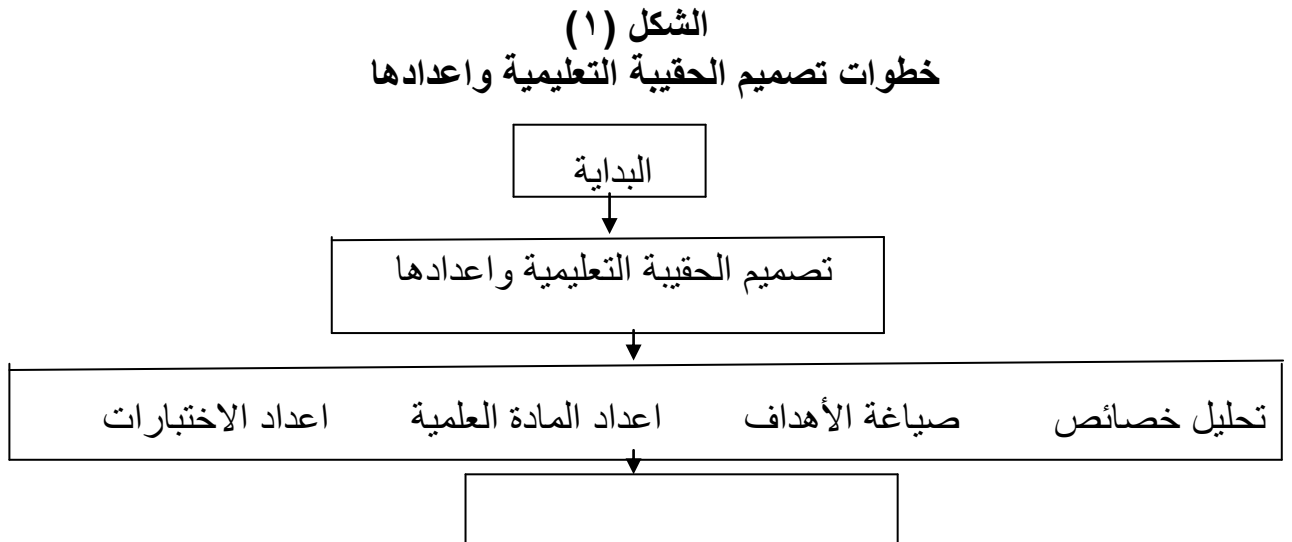 الشكل (١)
خطوات تصميم الحقيبة التعليمية واعدادها
البداية
تصميم الحقيبة التعليمية واعدادها
تحليل خصائص صياغة الأهداف اعداد المادة العلمية اعداد الاختبارات